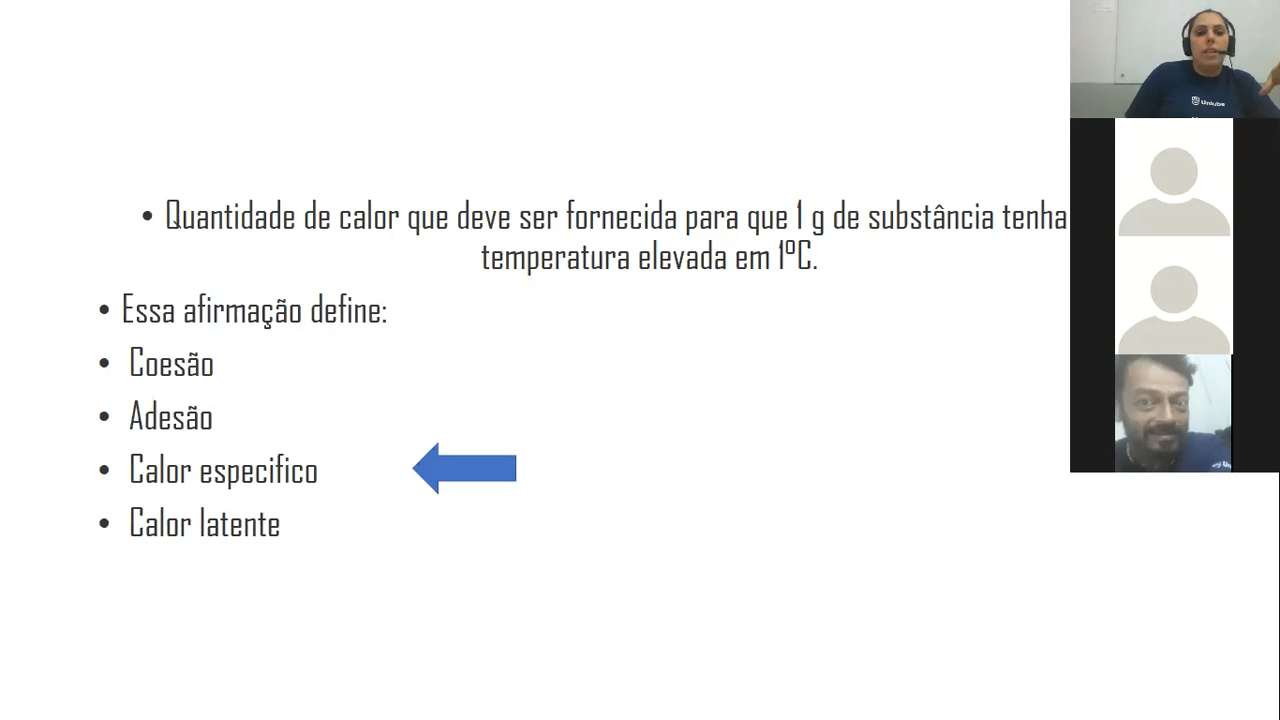 • Quantidade de calor que deve ser fornecida para que 1 g de substância tenha
temperatura elevada em 1ºC.
• Essa afirmação define:
• Coesão
• Adesão
• Calor especifico
• Calor latente
Uniube